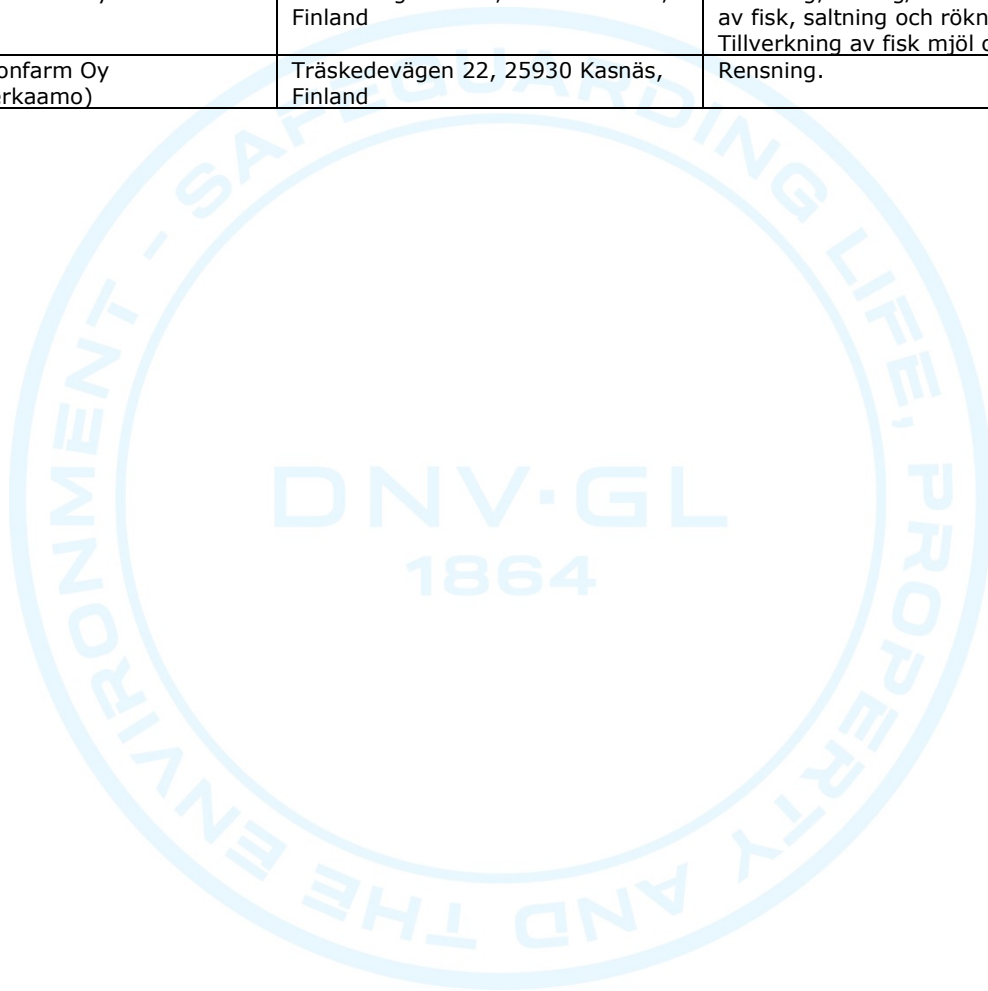 Finland
av fisk, saltning och rökn
Tillverkning av fisk mjöl o
onfarm Oy
erkaamo)
Träskedevägen 22, 25930 Kasnäs,
Finland
Rensning.
SAFEGUARDING LIFE, PROPERTY AND THE ENVIRONMENT -
DNV·GL
1864